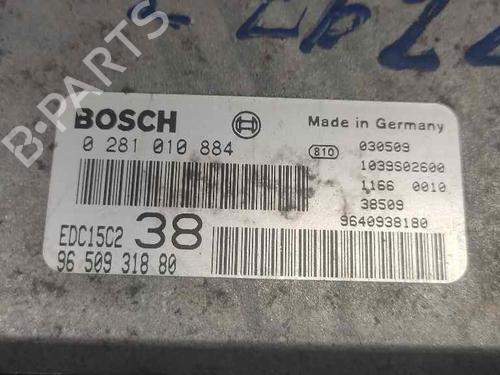 B-PARTS
BOSCH
0 281 010 884
Made in Germany
810
030509
1039S02600
1166 0010
38509
9640938180
EDC15C2 38
96 509 318 80